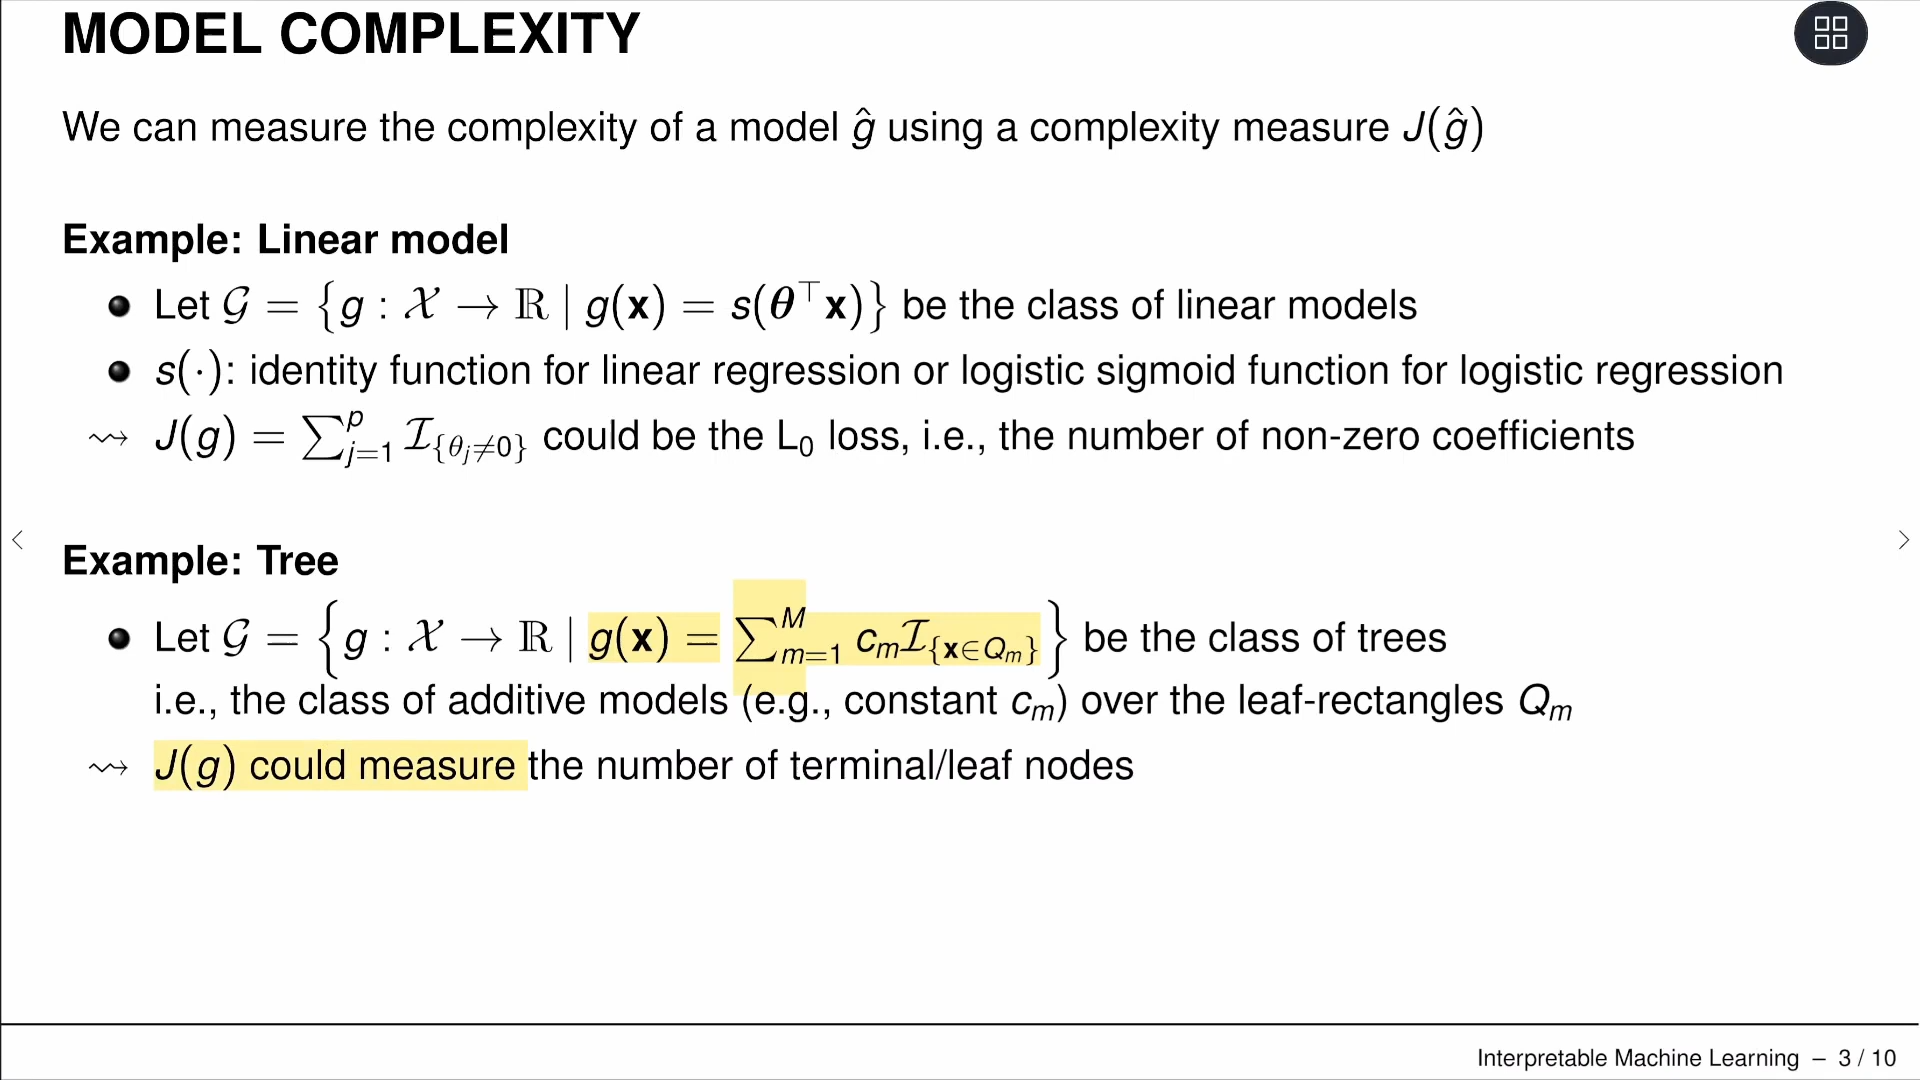 MODEL COMPLEXITY
We can measure the complexity of a model ĝ using a complexity measure J(ĝ)
Example: Linear model
● Let 𝒢 = {g : 𝒳 → ℝ | g(𝐱) = s(𝜽⊤𝐱)} be the class of linear models
● s(·): identity function for linear regression or logistic sigmoid function for logistic regression
⇝ J(g) = ∑_{j=1}^{p} ℐ_{{θ_j≠0}} could be the L₀ loss, i.e., the number of non-zero coefficients
Example: Tree
● Let 𝒢 = {g : 𝒳 → ℝ | g(𝐱) = ∑_{m=1}^{M} c_m ℐ_{{𝐱∈Q_m}}} be the class of trees
i.e., the class of additive models (e.g., constant c_m) over the leaf-rectangles Q_m
⇝ J(g) could measure the number of terminal/leaf nodes
Interpretable Machine Learning – 3 / 10